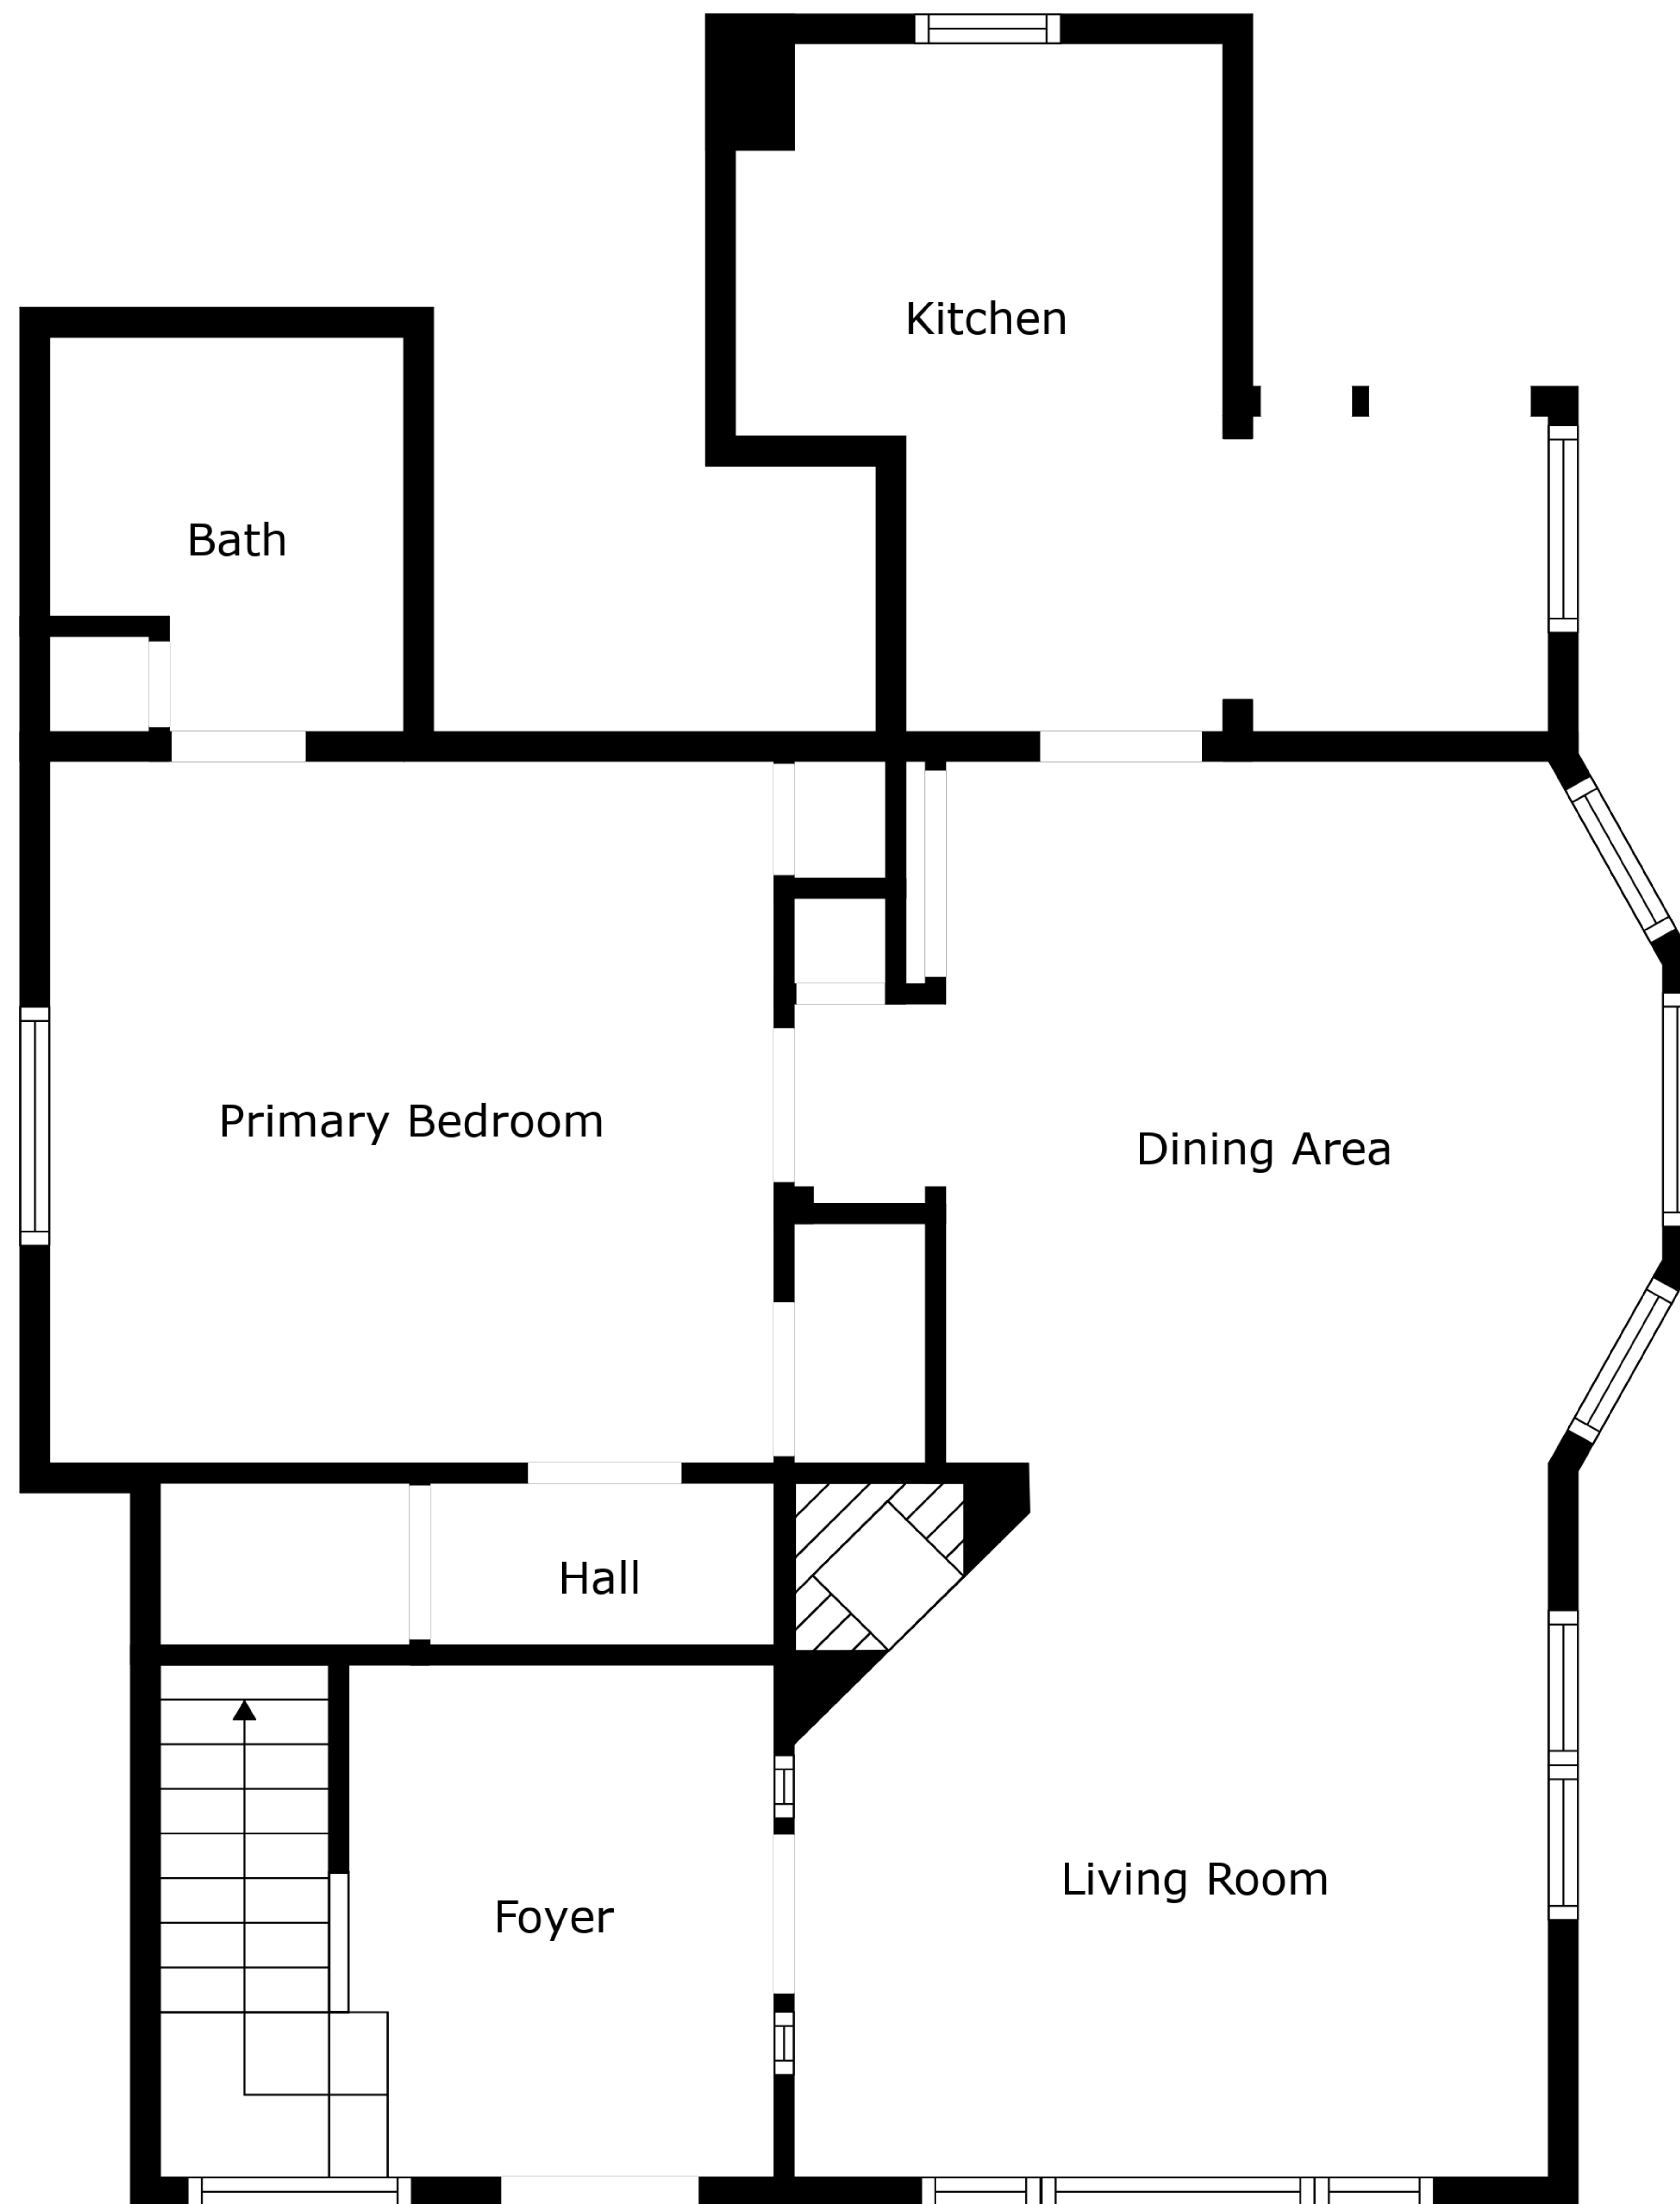 Kitchen
Bath
Primary Bedroom
Dining Area
Hall
Living Room
Foyer